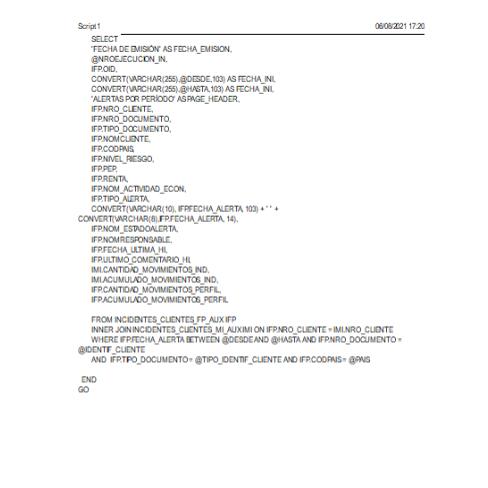 Script1 06/08/2021 17:20
SELECT
'FECHA DE EMISIÓN' AS FECHA_EMISION,
@NROEJECUCION_IN,
IFP.OID,
CONVERT(VARCHAR(255),@DESDE,103) AS FECHA_INI,
CONVERT(VARCHAR(255),@HASTA,103) AS FECHA_INI,
'ALERTAS POR PERÍODO' AS PAGE_HEADER,
IFP.NRO_CLIENTE,
IFP.NRO_DOCUMENTO,
IFP.TIPO_DOCUMENTO,
IFP.NOMCLIENTE,
IFP.CODPAIS,
IFP.NIVEL_RIESGO,
IFP.PEP,
IFP.RENTA,
IFP.NOM_ACTIVIDAD_ECON,
IFP.TIPO_ALERTA,
CONVERT(VARCHAR(10), IFP.FECHA_ALERTA, 103) + ' ' +
CONVERT(VARCHAR(8),IFP.FECHA_ALERTA, 14),
IFP.NOM_ESTADOALERTA,
IFP.NOMRESPONSABLE,
IFP.FECHA_ULTIMA_HI,
IFP.ULTIMO_COMENTARIO_HI,
IMI.CANTIDAD_MOVIMIENTOS_IND,
IMI.ACUMULADO_MOVIMIENTOS_IND,
IFP.CANTIDAD_MOVIMIENTOS_PERFIL,
IFP.ACUMULADO_MOVIMIENTOS_PERFIL
FROM INCIDENTES_CLIENTES_FP_AUX IFP
INNER JOIN INCIDENTES_CLIENTES_MI_AUX IMI ON IFP.NRO_CLIENTE = IMI.NRO_CLIENTE
WHERE IFP.FECHA_ALERTA BETWEEN @DESDE AND @HASTA AND IFP.NRO_DOCUMENTO =
@IDENTIF_CLIENTE
AND IFP.TIPO_DOCUMENTO = @TIPO_IDENTIF_CLIENTE AND IFP.CODPAIS = @PAIS
END
GO